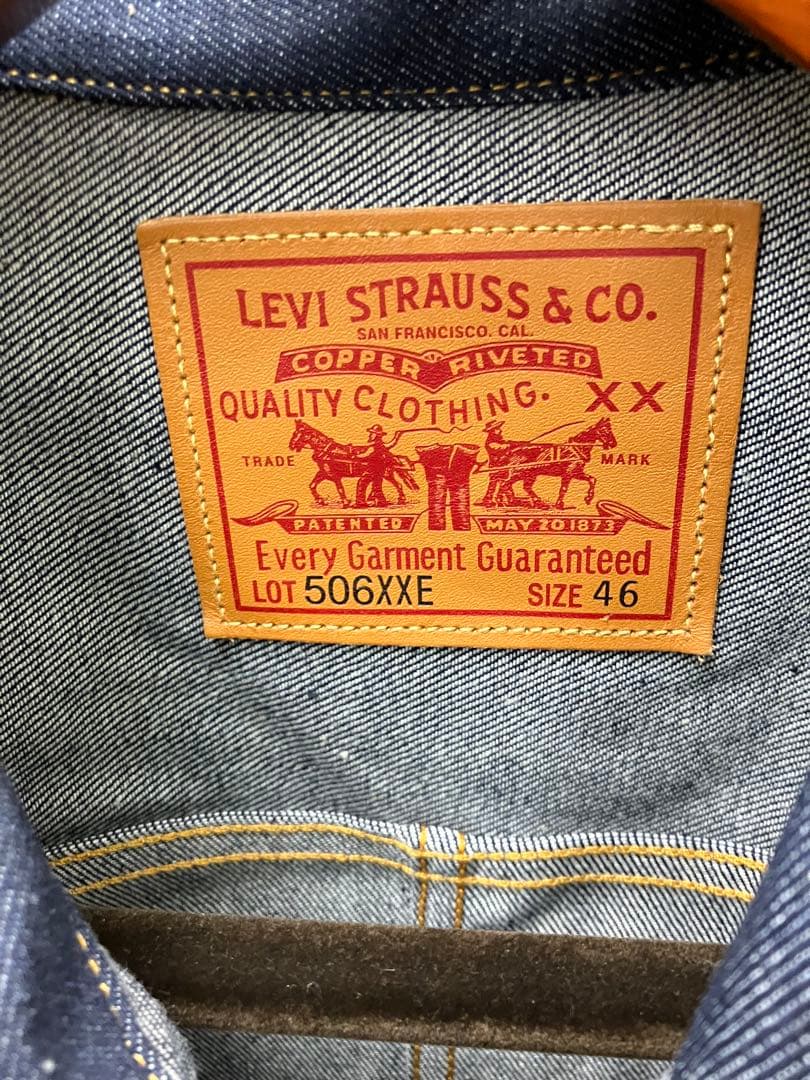 LEVI STRAUSS & CO.
SAN FRANCISCO. CAL.
COPPER RIVETED
QUALITY CLOTHING. XX
TRADE MARK
PATENTED MAY 20 1873
Every Garment Guaranteed
LOT 506XXE SIZE 46